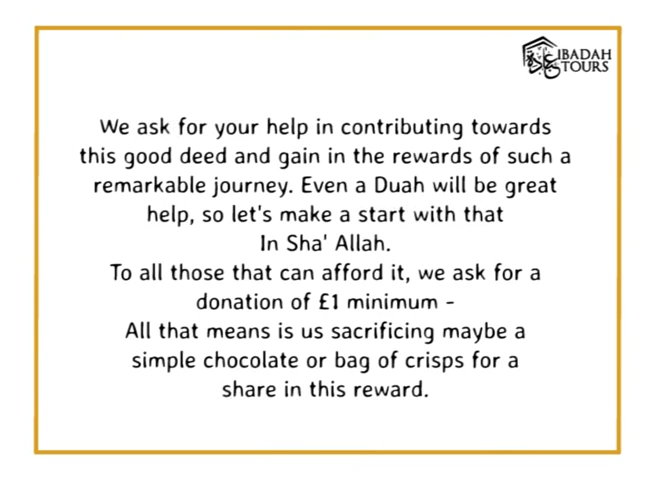 IBADAH
TOURS
We ask for your help in contributing towards
this good deed and gain in the rewards of such a
remarkable journey. Even a Duah will be great
help, so let's make a start with that
In Sha' Allah.
To all those that can afford it, we ask for a
donation of £1 minimum -
All that means is us sacrificing maybe a
simple chocolate or bag of crisps for a
share in this reward.